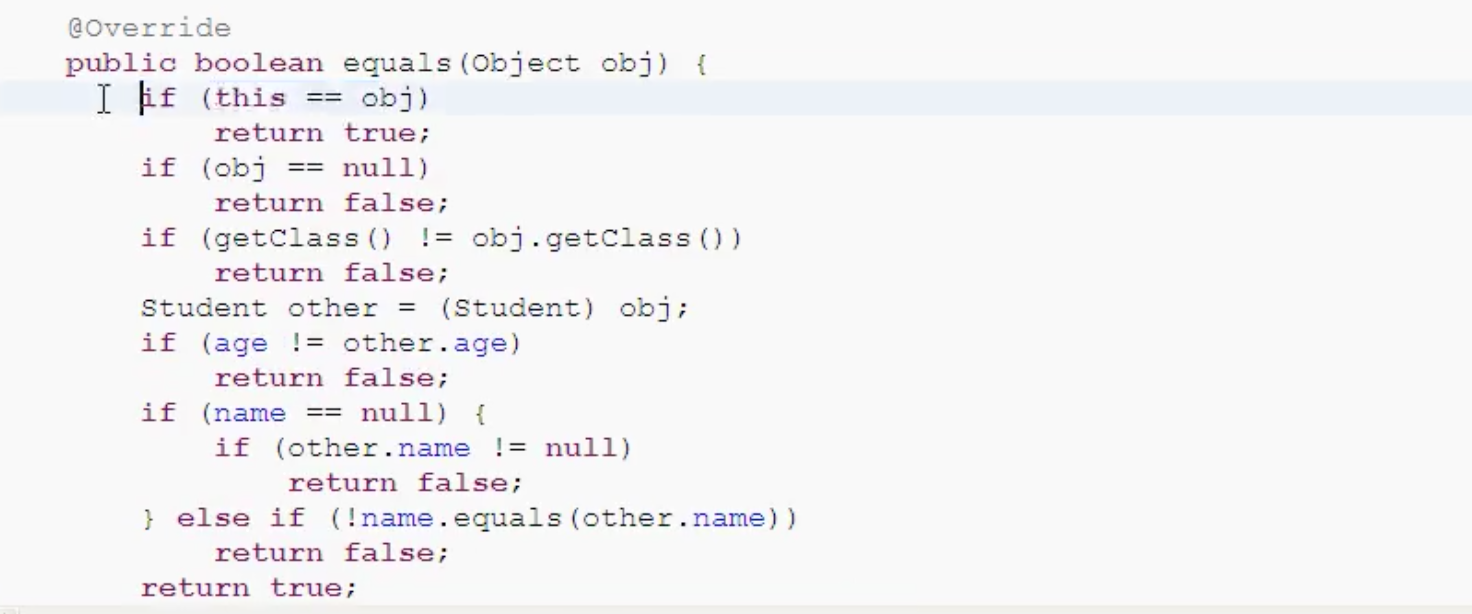 @Override
public boolean equals(Object obj) {
if (this == obj)
return true;
if (obj == null)
return false;
if (getClass() != obj.getClass())
return false;
Student other = (Student) obj;
if (age != other.age)
return false;
if (name == null) {
if (other.name != null)
return false;
} else if (!name.equals(other.name))
return false;
return true;